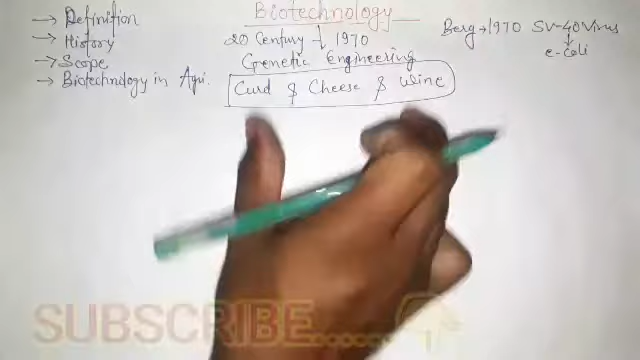 Biotechnology
→ Definition
→ History
→ Scope
→ Biotechnology in Agri.
20 Century ↓ 1970
Genetic Engineering
Curd & Cheese & Wine
Berg → 1970 SV-40 Virus
↓
e-Coli
SUBSCRIBE......